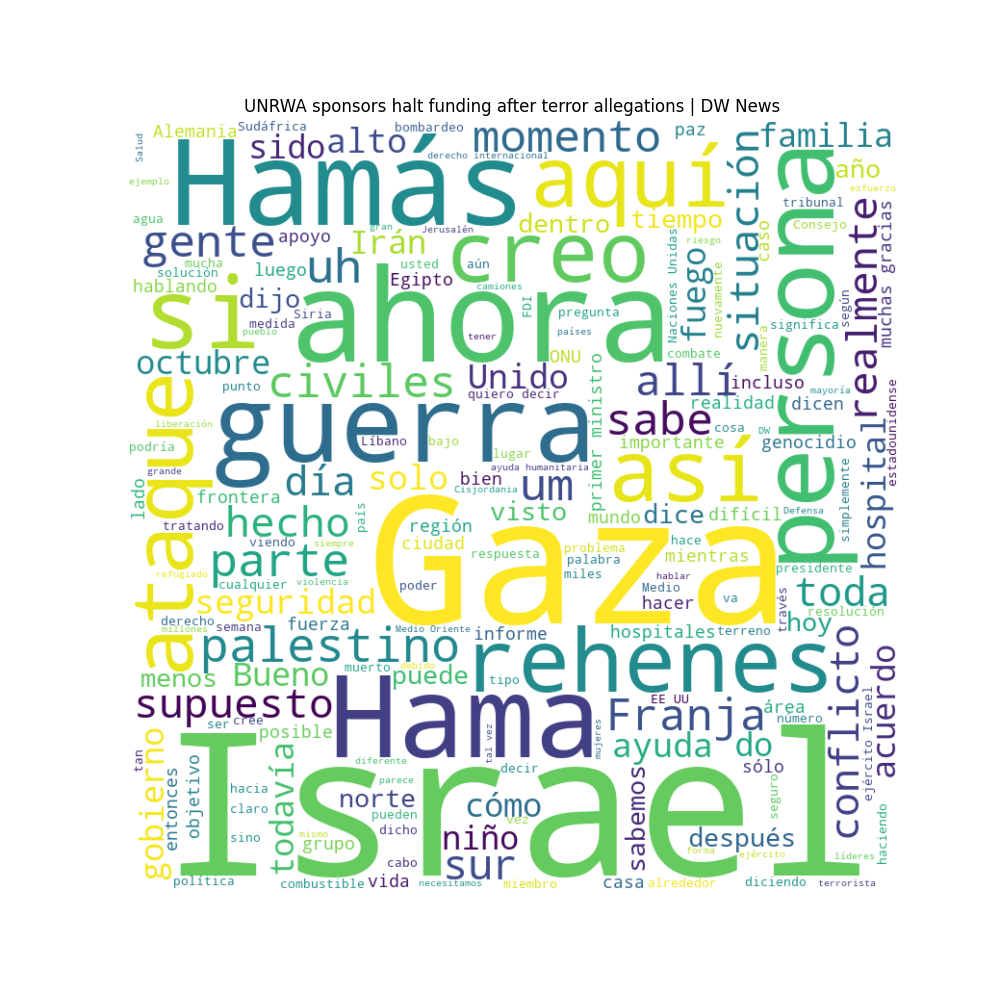 UNRWA sponsors halt funding after terror allegations | DW News
Salud
Alemania
Sudáfrica
sido
alto
bombardeo
derecho internacional
momento
paz
familia
ejemplo
Hamás
aquí
situación
persona
año
esfuerzo
agua
gente
apoyo
gran
Jerusalén
Irán
dentro
tiempo
caso
tribunal
Consejo
realmente
muchas gracias
mucha
solución
hablando
luego
uh
usted
aún
creo
Naciones Unidas
fuego
riesgo
nuevamente
si
dijo
Siria
medida
pueblo
Egipto
camiones
FDI
pregunta
países
según
significa
ahora
tener
ONU
combate
manera
octubre
punto
civiles
Unido
quiero decir
primer ministro
allí
incluso
mayoría
estadounidense
ataque
liberación
guerra
Líbano
bajo
lugar
sabe
realidad
cosa
DW
dicen
genocidio
hospital
podría
grande
lado
día
solo
bien
ayuda humanitaria
Cisjordania
um
importante
así
simplemente
frontera
tratando
hecho
país
visto
mundo
dice
difícil
Defensa
viendo
siempre
región
ciudad
respuesta
problema
palabra
hace
mientras
parte
refugiado
cualquier
violencia
poder
Gaza
miles
hablar
Medio
hacer
va
presidente
toda
seguridad
través
resolución
derecho
millones
semana
fuerza
Medio Oriente
informe
hospitales
terreno
hoy
palestino
menos
Bueno
muerto
debido
puede
tipo
rehenes
conflicto
acuerdo
supuesto
Hama
EE UU
Franja
área
número
ejército Israel
ser
cree
posible
tal vez
mujeres
ayuda
do
tan
gobierno
entonces
objetivo
hacia
claro
sino
todavía
diferente
parece
decir
sabemos
sólo
seguro
Israel
norte
pueden
dicho
cómo
vez
niño
después
haciendo
mismo
grupo
cabo
sur
forma
ejército
líderes
política
combustible
vida
necesitamos
miembro
casa
alrededor
diciendo
terrorista